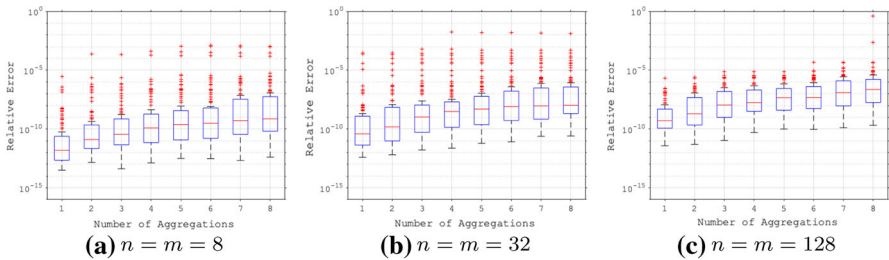 10^0
10^-5
10^-10
10^-15
Relative Error
1 2 3 4 5 6 7 8
Number of Aggregations
(a) n = m = 8
10^0
10^-5
10^-10
10^-15
Relative Error
1 2 3 4 5 6 7 8
Number of Aggregations
(b) n = m = 32
10^0
10^-5
10^-10
10^-15
Relative Error
1 2 3 4 5 6 7 8
Number of Aggregations
(c) n = m = 128